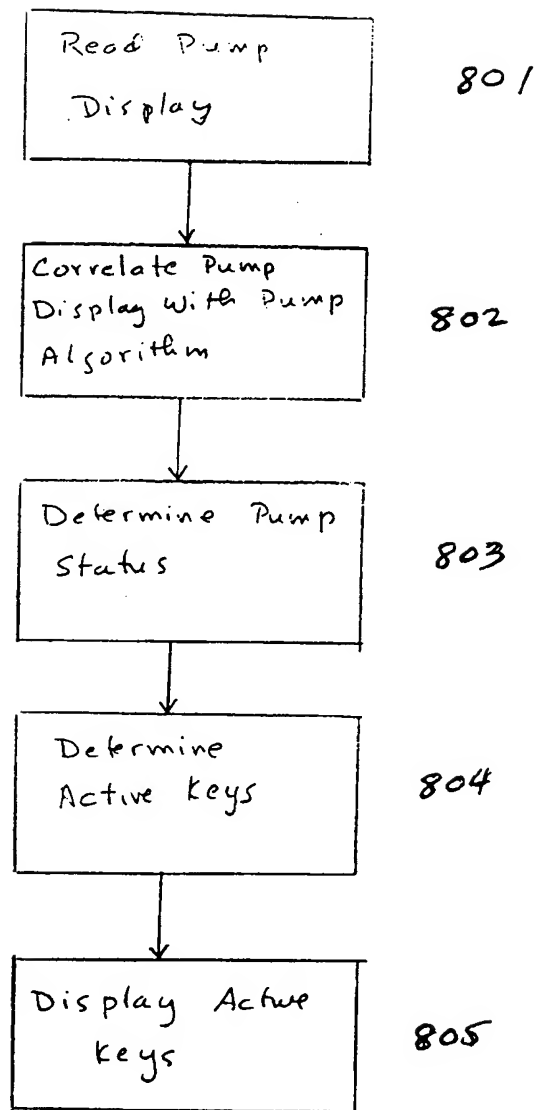 Read Pump
Display
801
Correlate Pump
Display with Pump
Algorithm
802
Determine Pump
Status
803
Determine
Active Keys
804
Display Active
Keys
805